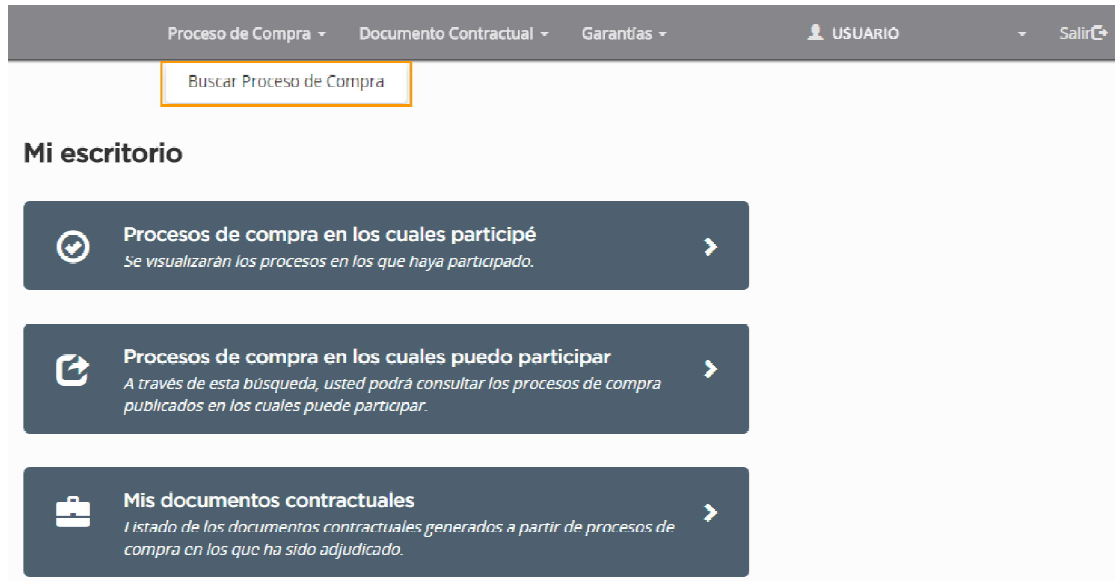 Proceso de Compra Documento Contractual Garantías USUARIO Salir
Buscar Proceso de Compra
Mi escritorio
Procesos de compra en los cuales participé
Se visualizarán los procesos en los que haya participado.
Procesos de compra en los cuales puedo participar
A través de esta búsqueda, usted podrá consultar los procesos de compra
publicados en los cuales puede participar.
Mis documentos contractuales
Listado de los documentos contractuales generados a partir de procesos de
compra en los que ha sido adjudicado.